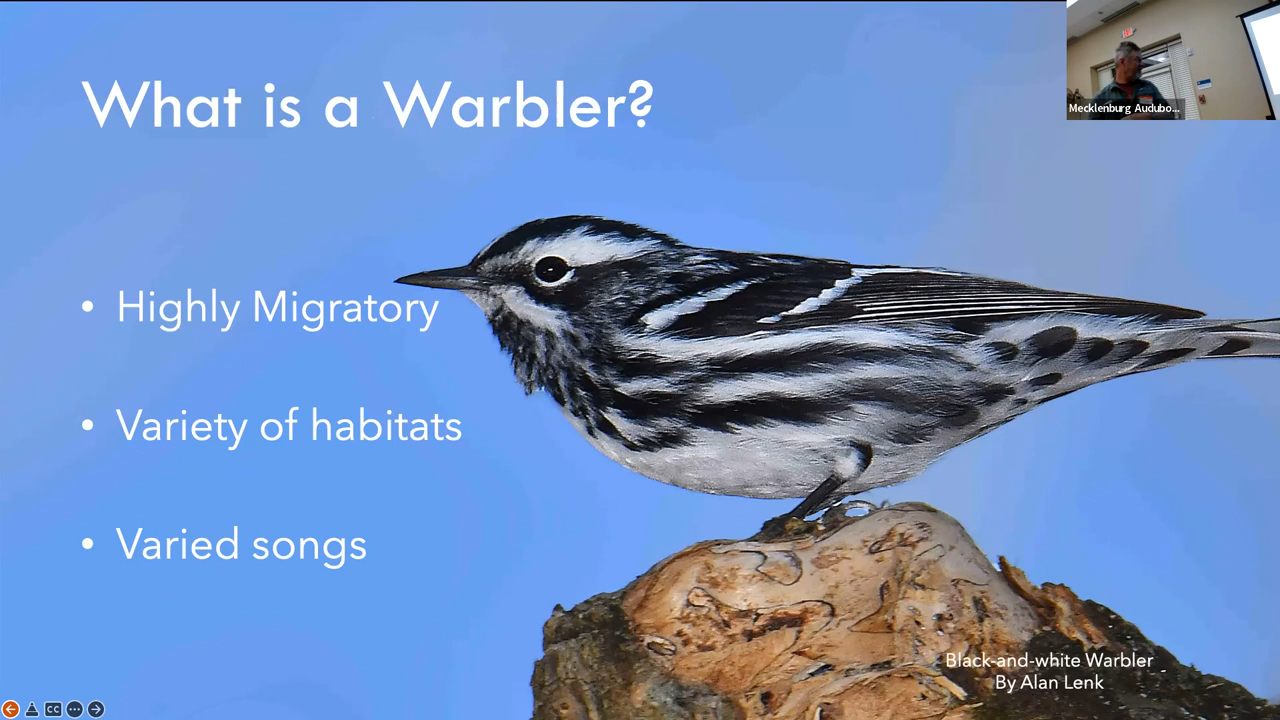 What is a Warbler?
Mecklenburg Audubo...
• Highly Migratory
• Variety of habitats
• Varied songs
Black-and-white Warbler
By Alan Lenk
CC